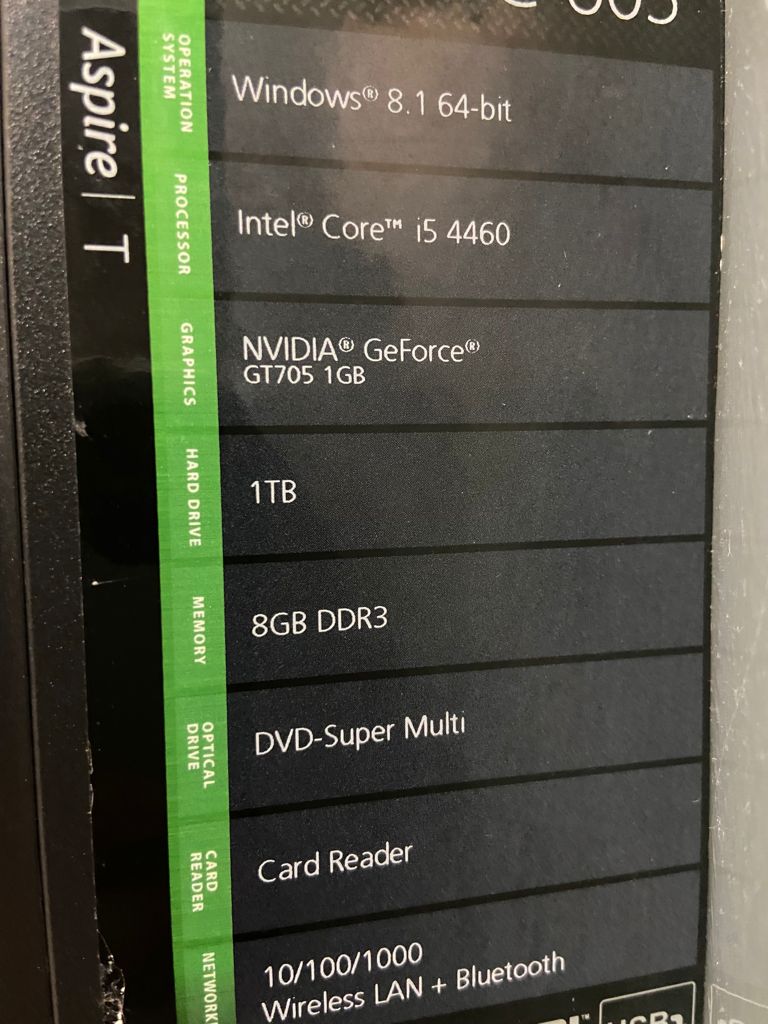 Aspire | T
OPERATION
SYSTEM
Windows® 8.1 64-bit
PROCESSOR
Intel® Core™ i5 4460
GRAPHICS
NVIDIA® GeForce®
GT705 1GB
HARD DRIVE
1TB
MEMORY
8GB DDR3
OPTICAL
DRIVE
DVD-Super Multi
CARD
READER
Card Reader
NETWORK
10/100/1000
Wireless LAN + Bluetooth